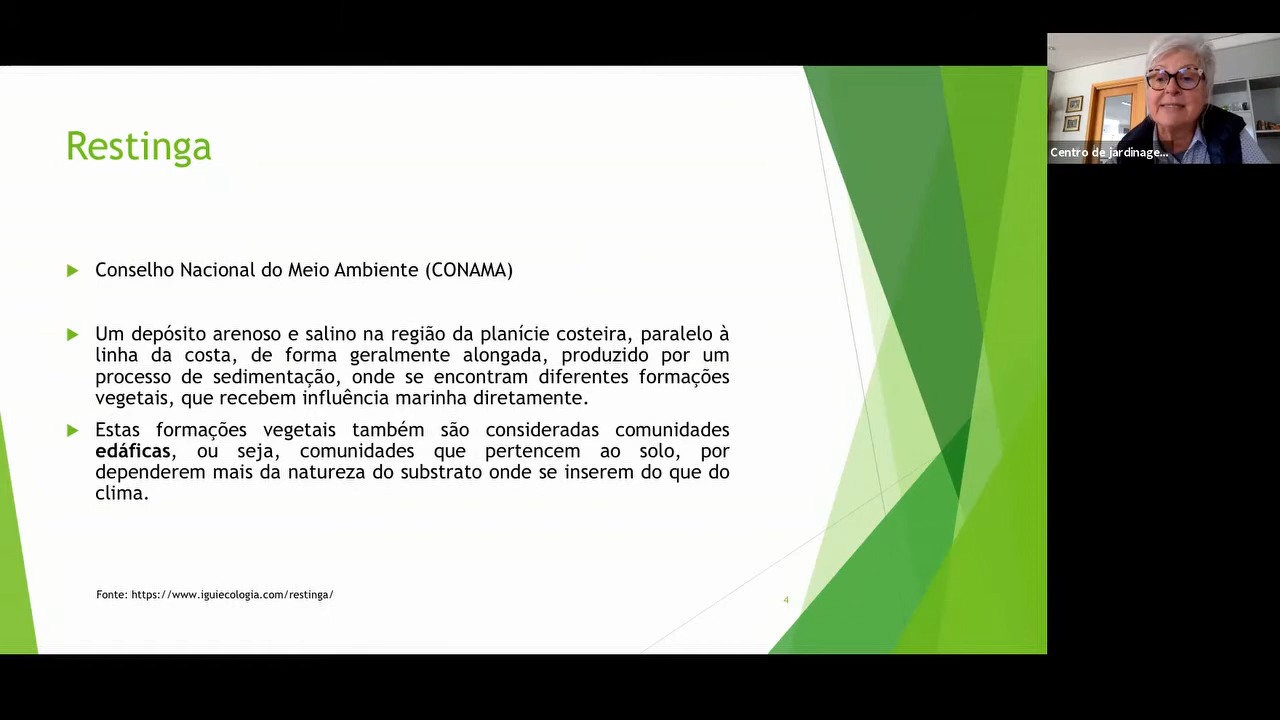 Restinga
Conselho Nacional do Meio Ambiente (CONAMA)
Um depósito arenoso e salino na região da planície costeira, paralelo à
linha da costa, de forma geralmente alongada, produzido por um
processo de sedimentação, onde se encontram diferentes formações
vegetais, que recebem influência marinha diretamente.
Estas formações vegetais também são consideradas comunidades
edáficas, ou seja, comunidades que pertencem ao solo, por
dependerem mais da natureza do substrato onde se inserem do que do
clima.
Fonte: https://www.iguiecologia.com/restinga/
4
Centro de jardinage...